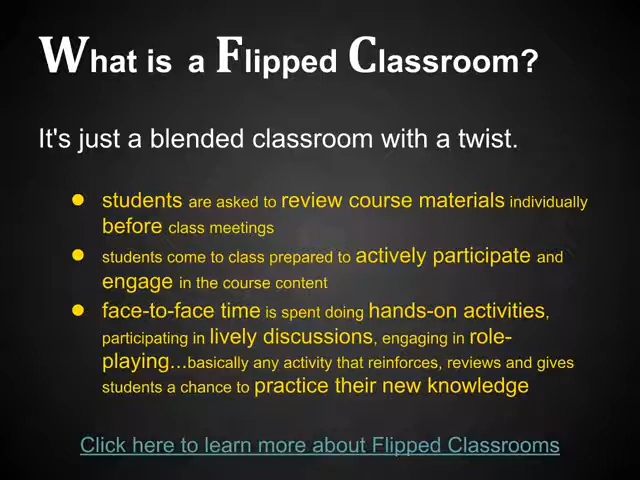 What is a Flipped Classroom?
It's just a blended classroom with a twist.
● students are asked to review course materials individually
before class meetings
● students come to class prepared to actively participate and
engage in the course content
● face-to-face time is spent doing hands-on activities,
participating in lively discussions, engaging in role-
playing...basically any activity that reinforces, reviews and gives
students a chance to practice their new knowledge
Click here to learn more about Flipped Classrooms